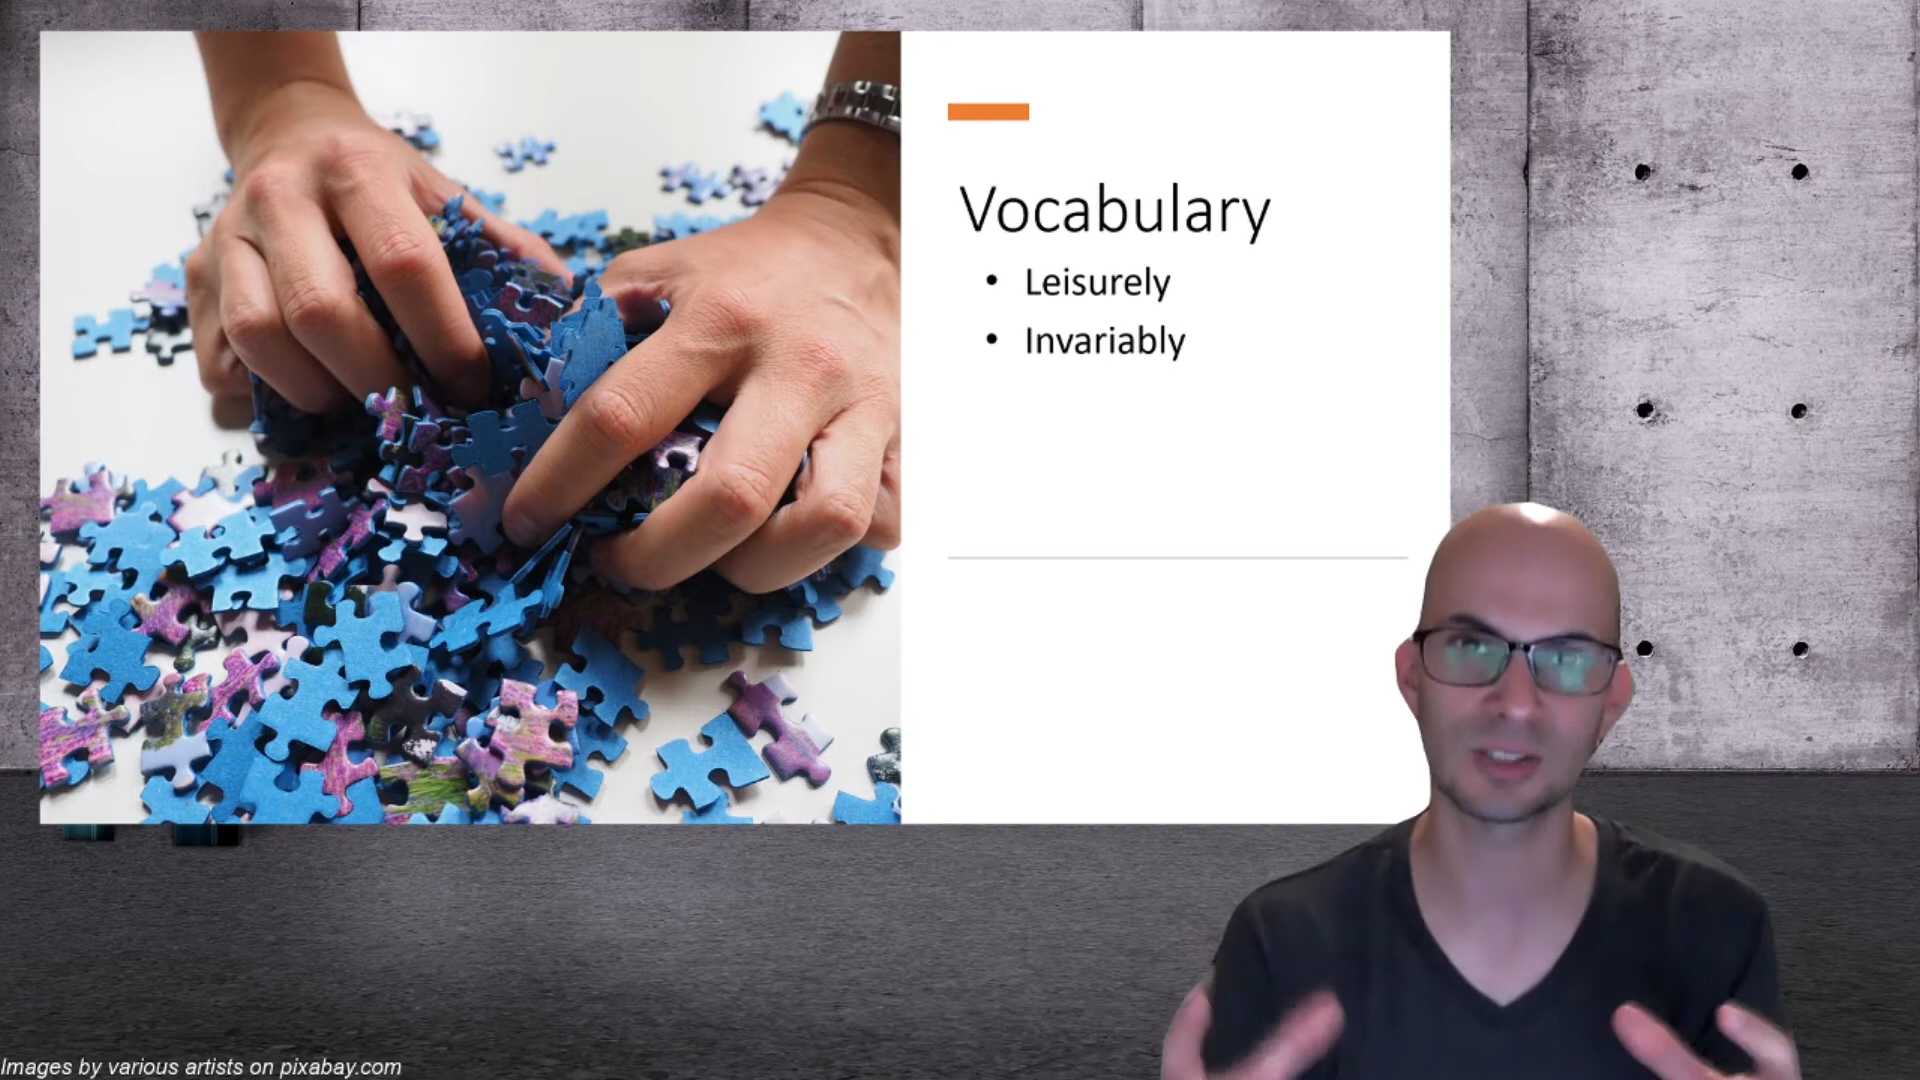 Vocabulary
• Leisurely
• Invariably
Images by various artists on pixabay.com